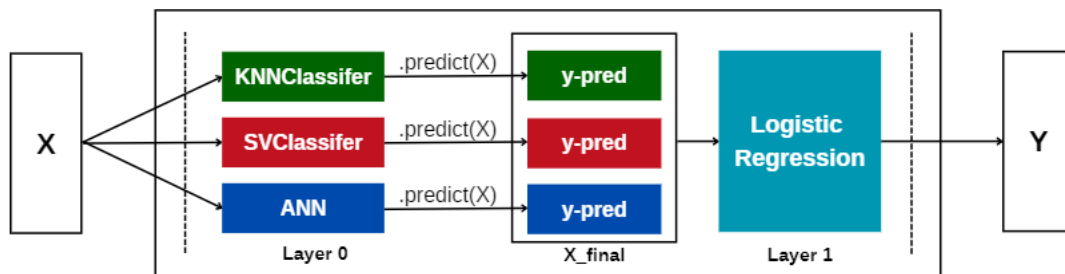 X
KNNClassifer
.predict(X)
y-pred
SVClassifer
.predict(X)
y-pred
ANN
.predict(X)
y-pred
Logistic
Regression
Y
Layer 0
X_final
Layer 1